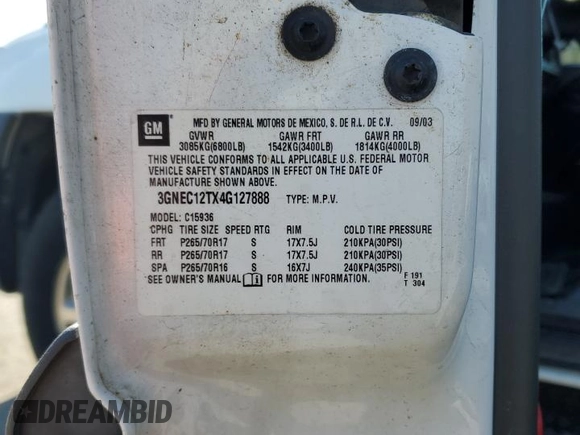 GM
MFD BY GENERAL MOTORS DE MEXICO, S. DE R.L. DE C.V. 09/03
GVWR GAWR FRT GAWR RR
3085KG(6800LB) 1542KG(3400LB) 1814KG(4000LB)
THIS VEHICLE CONFORMS TO ALL APPLICABLE U.S. FEDERAL MOTOR
VEHICLE SAFETY STANDARDS IN EFFECT ON THE DATE OF
MANUFACTURE SHOWN ABOVE.
3GNEC12TX4G127888 TYPE: M.P.V.
MODEL: C15936
CPHG TIRE SIZE SPEED RTG RIM COLD TIRE PRESSURE
FRT P265/70R17 S 17X7.5J 210KPA(30PSI)
RR P265/70R17 S 17X7.5J 210KPA(30PSI)
SPA P265/70R16 S 16X7J 240KPA(35PSI)
SEE OWNER'S MANUAL FOR MORE INFORMATION.
F 191
T 304
DREAMBID